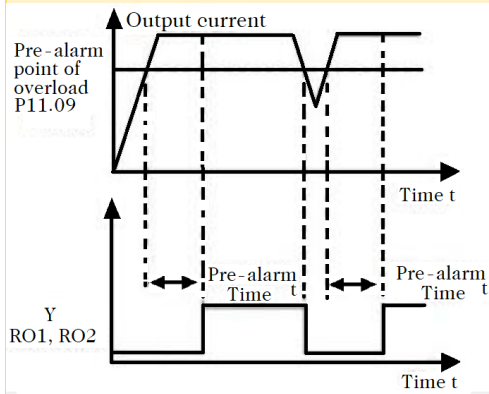 Output current
Pre-alarm
point of
overload
P11.09
Time t
Pre-alarm
Time t
Pre-alarm
Time t
Y
RO1, RO2
Time t